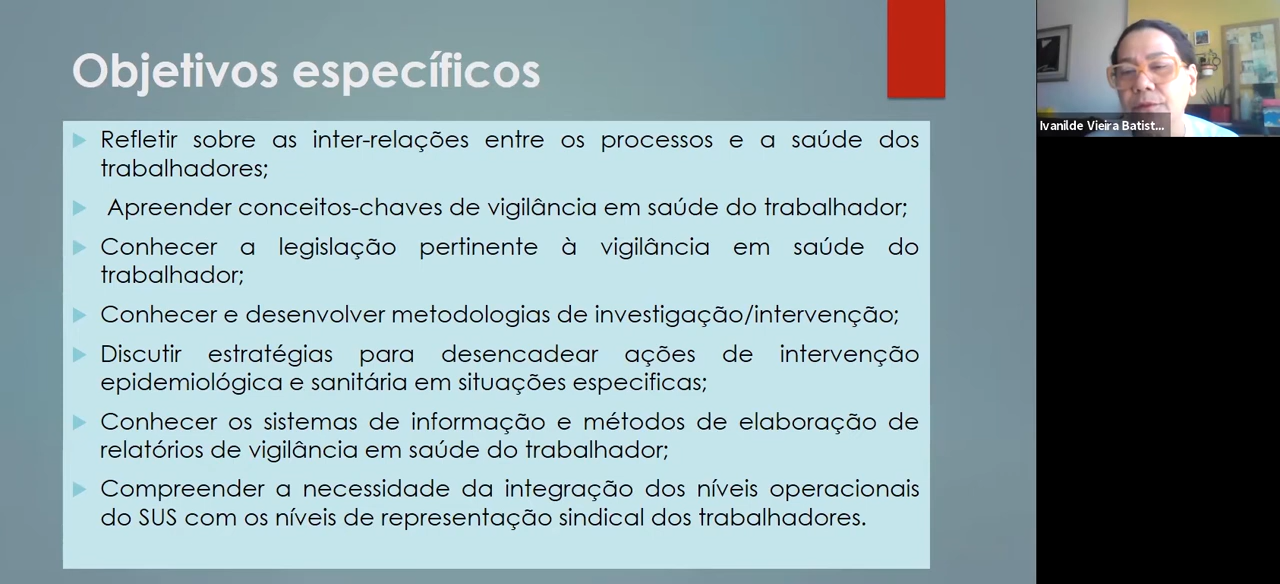 Objetivos específicos
Refletir sobre as inter-relações entre os processos e a saúde dos
trabalhadores;
Apreender conceitos-chaves de vigilância em saúde do trabalhador;
Conhecer a legislação pertinente à vigilância em saúde do
trabalhador;
Conhecer e desenvolver metodologias de investigação/intervenção;
Discutir estratégias para desencadear ações de intervenção
epidemiológica e sanitária em situações especificas;
Conhecer os sistemas de informação e métodos de elaboração de
relatórios de vigilância em saúde do trabalhador;
Compreender a necessidade da integração dos níveis operacionais
do SUS com os níveis de representação sindical dos trabalhadores.
Ivanilde Vieira Batist...